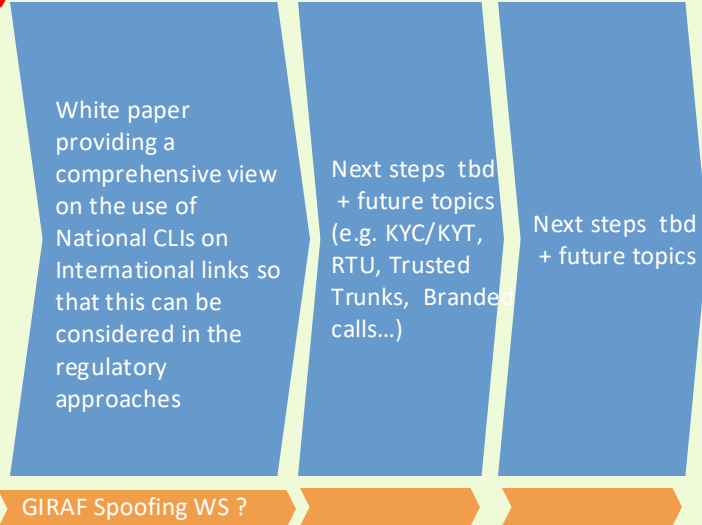 White paper
providing a
comprehensive view
on the use of
National CLIs on
International links so
that this can be
considered in the
regulatory
approaches
Next steps tbd
+ future topics
(e.g. KYC/KYT,
RTU, Trusted
Trunks, Branded
calls…)
Next steps tbd
+ future topics
GIRAF Spoofing WS ?